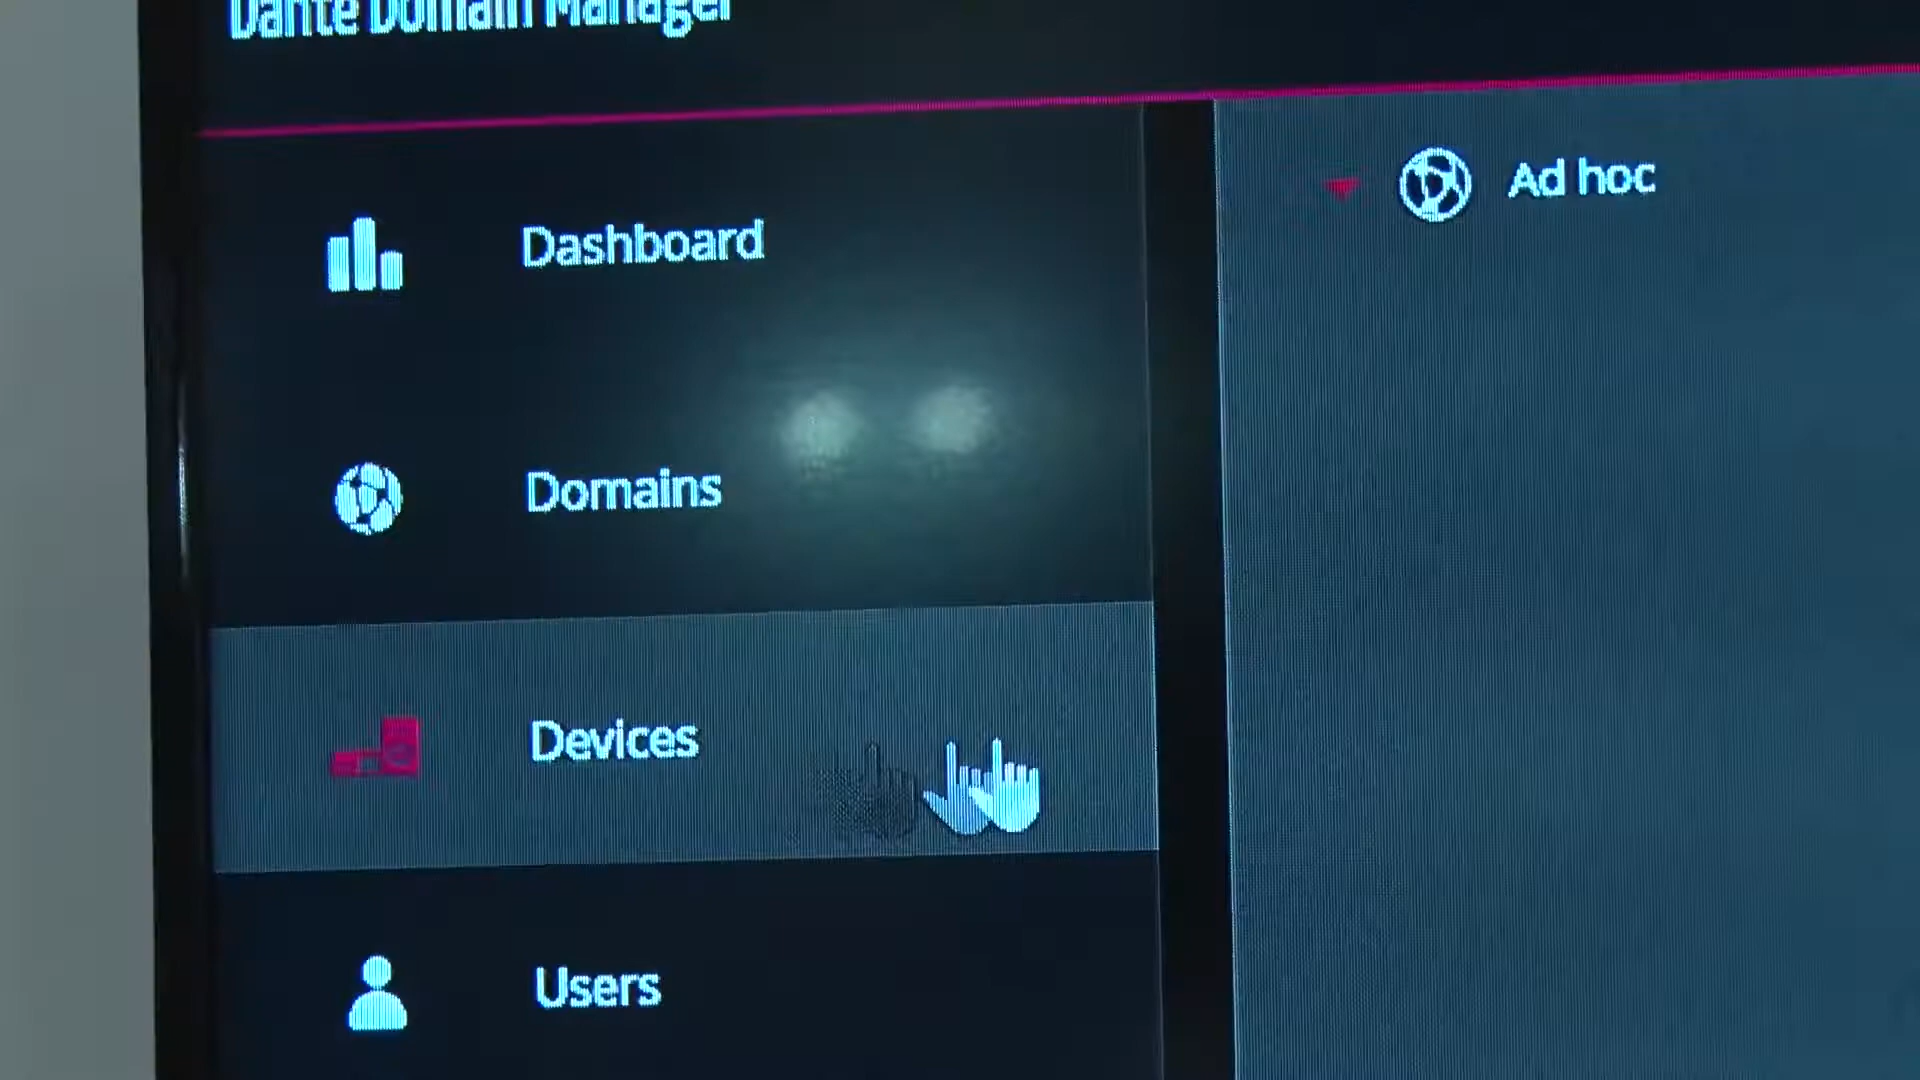 Dante Domain Manager
Dashboard
Domains
Devices
Users
Ad hoc